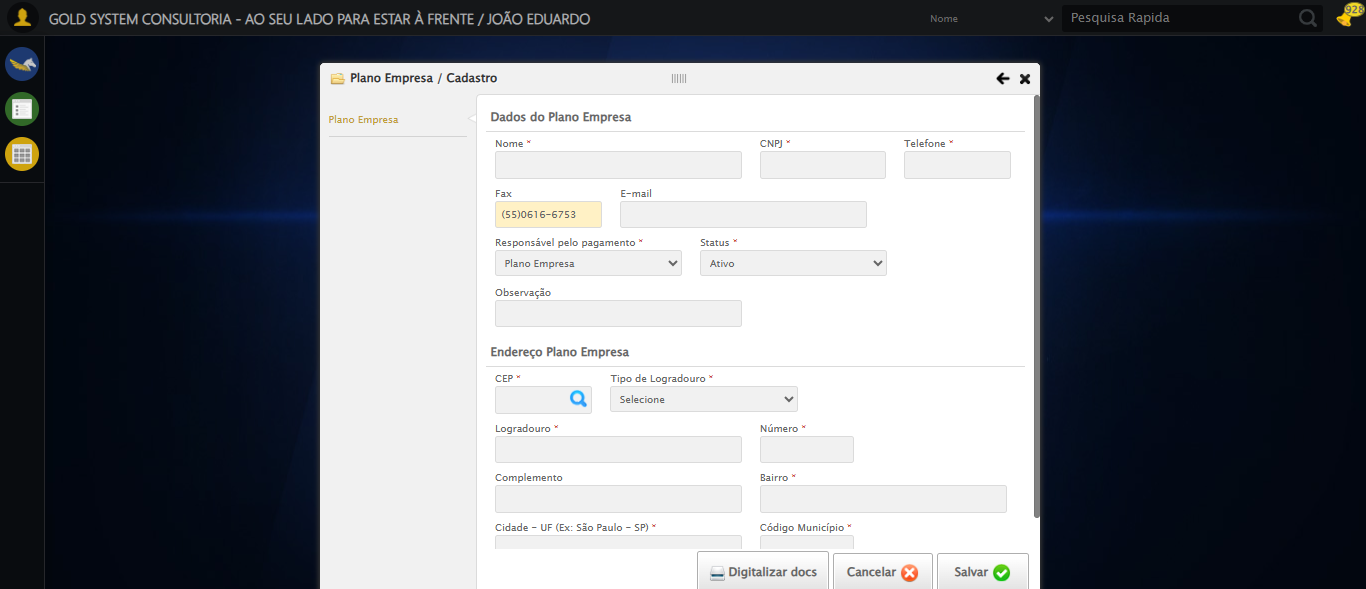 GOLD SYSTEM CONSULTORIA - AO SEU LADO PARA ESTAR À FRENTE / JOÃO EDUARDO
Nome
Pesquisa Rapida
928
Plano Empresa / Cadastro
Plano Empresa
Dados do Plano Empresa
Nome *
CNPJ *
Telefone *
Fax
E-mail
(55)0616-6753
Responsável pelo pagamento *
Status *
Plano Empresa
Ativo
Observação
Endereço Plano Empresa
CEP *
Tipo de Logradouro *
Selecione
Logradouro *
Número *
Complemento
Bairro *
Cidade - UF (Ex: São Paulo - SP) *
Código Município *
Digitalizar docs
Cancelar
Salvar